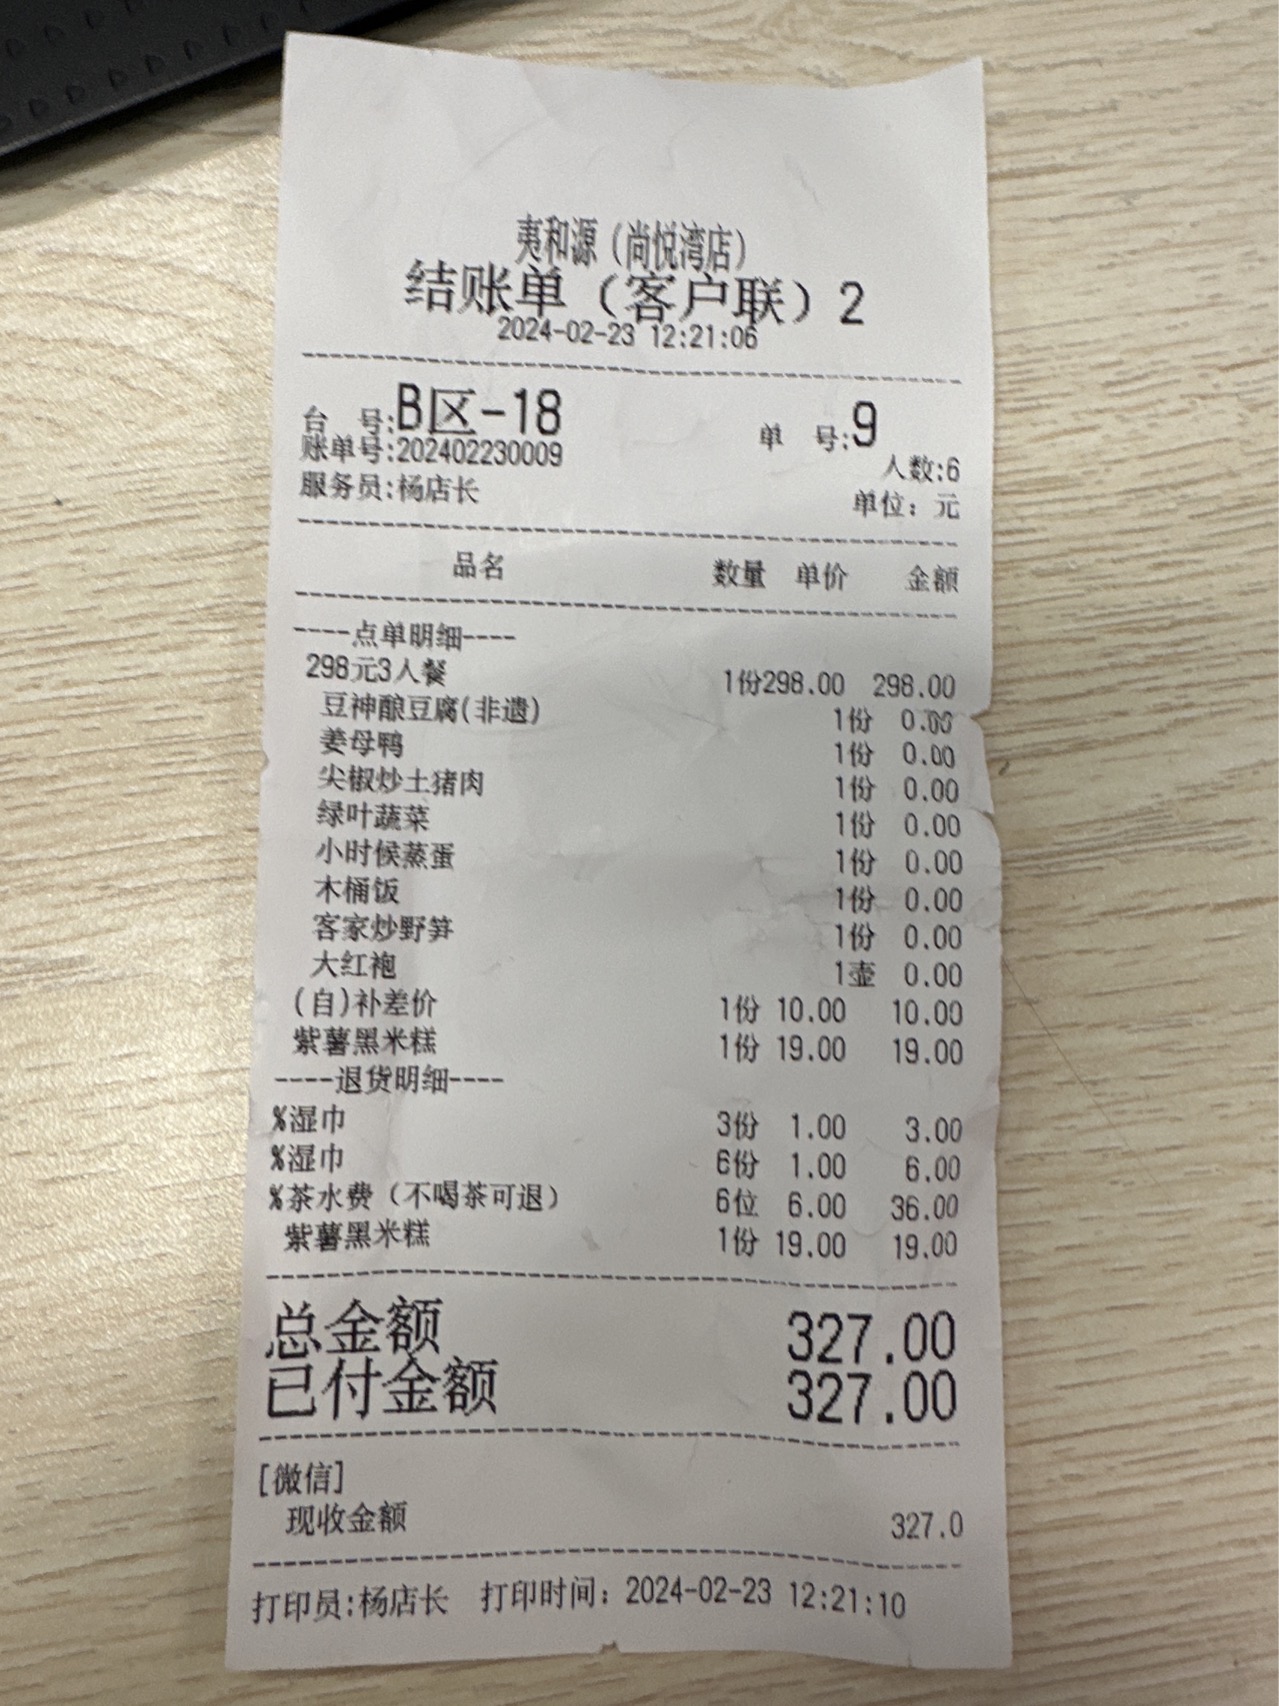 夷和源（尚悦湾店）
结账单（客户联）2
2024-02-23 12:21:06
台 号:B区-18 单 号:9
账单号:202402230009 人数:6
服务员:杨店长 单位：元
品名 数量 单价 金额
----点单明细----
298元3人餐 1份298.00 298.00
豆神酿豆腐(非遗) 1份 0.00
姜母鸭 1份 0.00
尖椒炒土猪肉 1份 0.00
绿叶蔬菜 1份 0.00
小时候蒸蛋 1份 0.00
木桶饭 1份 0.00
客家炒野笋 1份 0.00
大红袍 1壶 0.00
(自)补差价 1份 10.00 10.00
紫薯黑米糕 1份 19.00 19.00
----退货明细----
%湿巾 3份 1.00 3.00
%湿巾 6份 1.00 6.00
%茶水费（不喝茶可退） 6位 6.00 36.00
紫薯黑米糕 1份 19.00 19.00
总金额 327.00
已付金额 327.00
[微信]
现收金额 327.0
打印员:杨店长 打印时间：2024-02-23 12:21:10